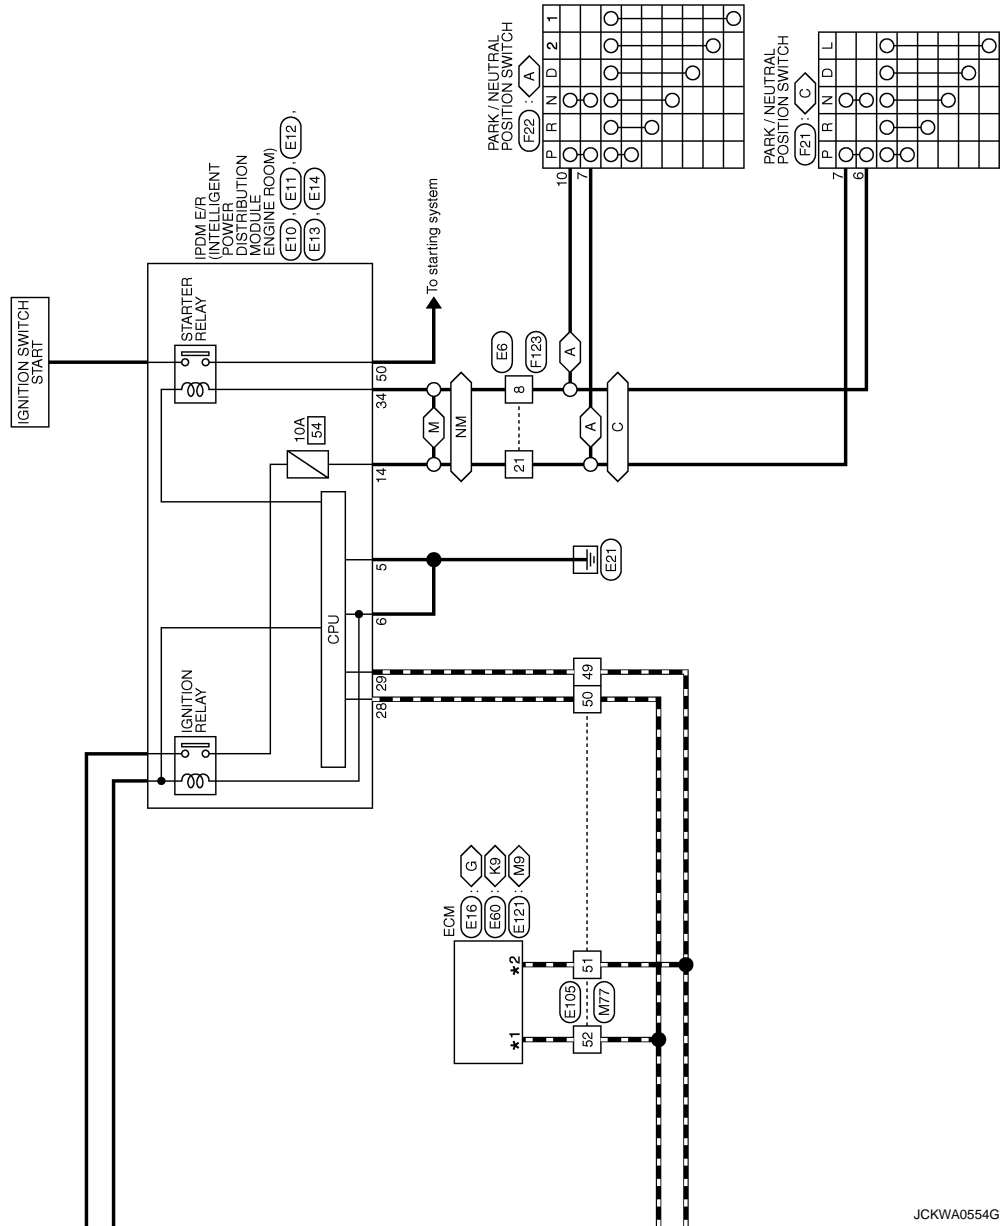 IGNITION SWITCH
START
IPDM E/R
(INTELLIGENT
POWER
DISTRIBUTION
MODULE
ENGINE ROOM)
E10 , E11 , E12 ,
E13 , E14
STARTER
RELAY
10A
54
IGNITION
RELAY
CPU
50
34
14
5
6
29
28
To starting system
M
NM
E6
F123
8
21
A
A
C
E21
PARK / NEUTRAL
POSITION SWITCH
F22 : A
P R N D 2 1
10
7
PARK / NEUTRAL
POSITION SWITCH
F21 : C
P R N D L
7
6
49
50
ECM
E16 : G
E60 : K9
E121 : M9
*2
*1
51
52
E105
M77
JCKWA0554G